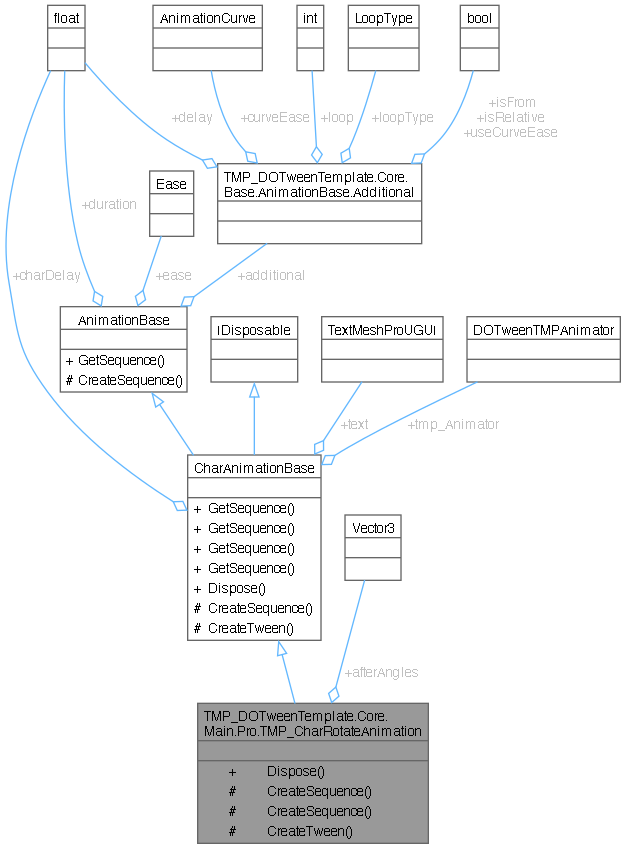 float
AnimationCurve
int
LoopType
bool
+delay
+curveEase
+loop
+loopType
+isFrom
+isRelative
+useCurveEase
TMP_DOTweenTemplate.Core.
Base.AnimationBase.Additional
Ease
+duration
+charDelay
+ease
+additional
AnimationBase
+ GetSequence()
# CreateSequence()
IDisposable
TextMeshProUGUI
DOTweenTMPAnimator
+text
+tmp_Animator
CharAnimationBase
+ GetSequence()
+ GetSequence()
+ GetSequence()
+ GetSequence()
+ Dispose()
# CreateSequence()
# CreateTween()
Vector3
+afterAngles
TMP_DOTweenTemplate.Core.
Main.Pro.TMP_CharRotateAnimation
+ Dispose()
# CreateSequence()
# CreateSequence()
# CreateTween()